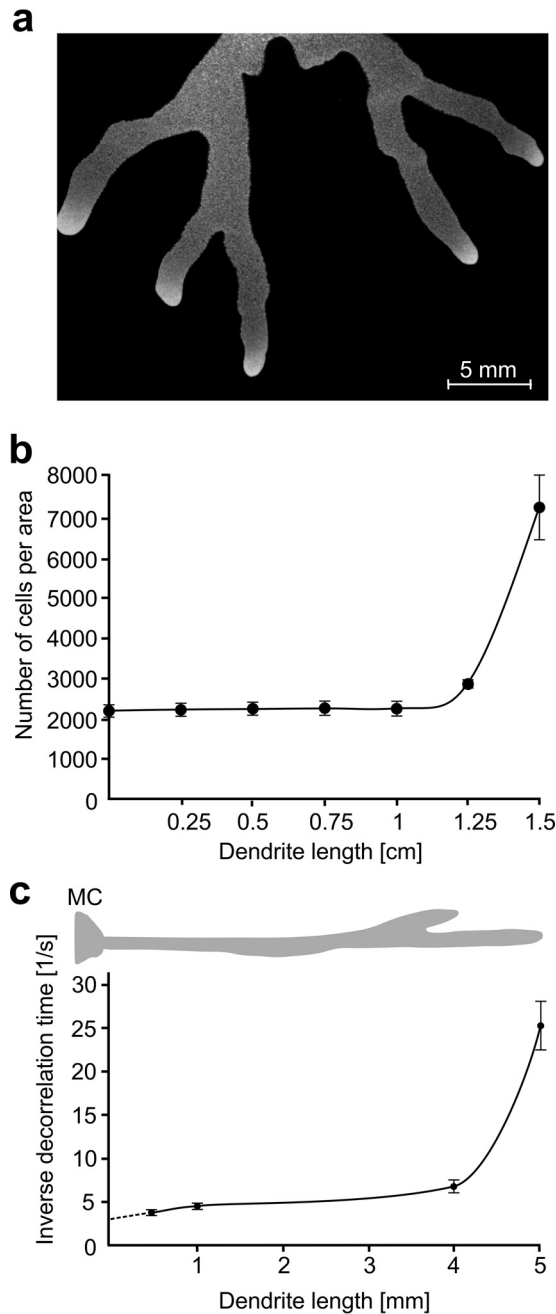 a
5 mm
b
8000
7000
6000
5000
4000
3000
2000
1000
0
Number of cells per area
0.25 0.5 0.75 1 1.25 1.5
Dendrite length [cm]
c
MC
30
25
20
15
10
5
0
Inverse decorrelation time [1/s]
1 2 3 4 5
Dendrite length [mm]